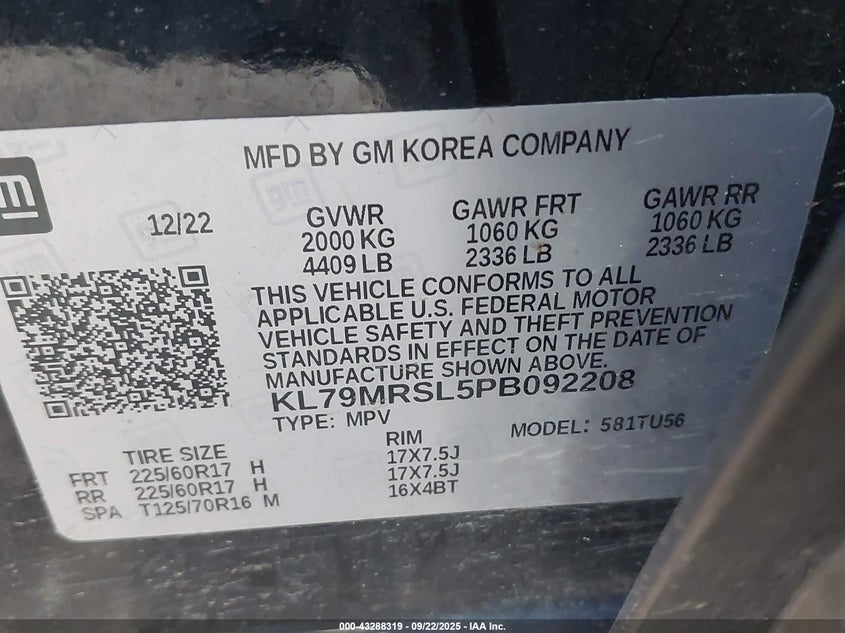 MFD BY GM KOREA COMPANY
gm
12/22
GVWR
2000 KG
4409 LB
GAWR FRT
1060 KG
2336 LB
GAWR RR
1060 KG
2336 LB
THIS VEHICLE CONFORMS TO ALL
APPLICABLE U.S. FEDERAL MOTOR
VEHICLE SAFETY AND THEFT PREVENTION
STANDARDS IN EFFECT ON THE DATE OF
MANUFACTURE SHOWN ABOVE.
KL79MRSL5PB092208
TYPE: MPV
MODEL: 581TU56
TIRE SIZE RIM
FRT 225/60R17 H 17X7.5J
RR 225/60R17 H 17X7.5J
SPA T125/70R16 M 16X4BT
000-43288319 - 09/22/2025 - IAA Inc.